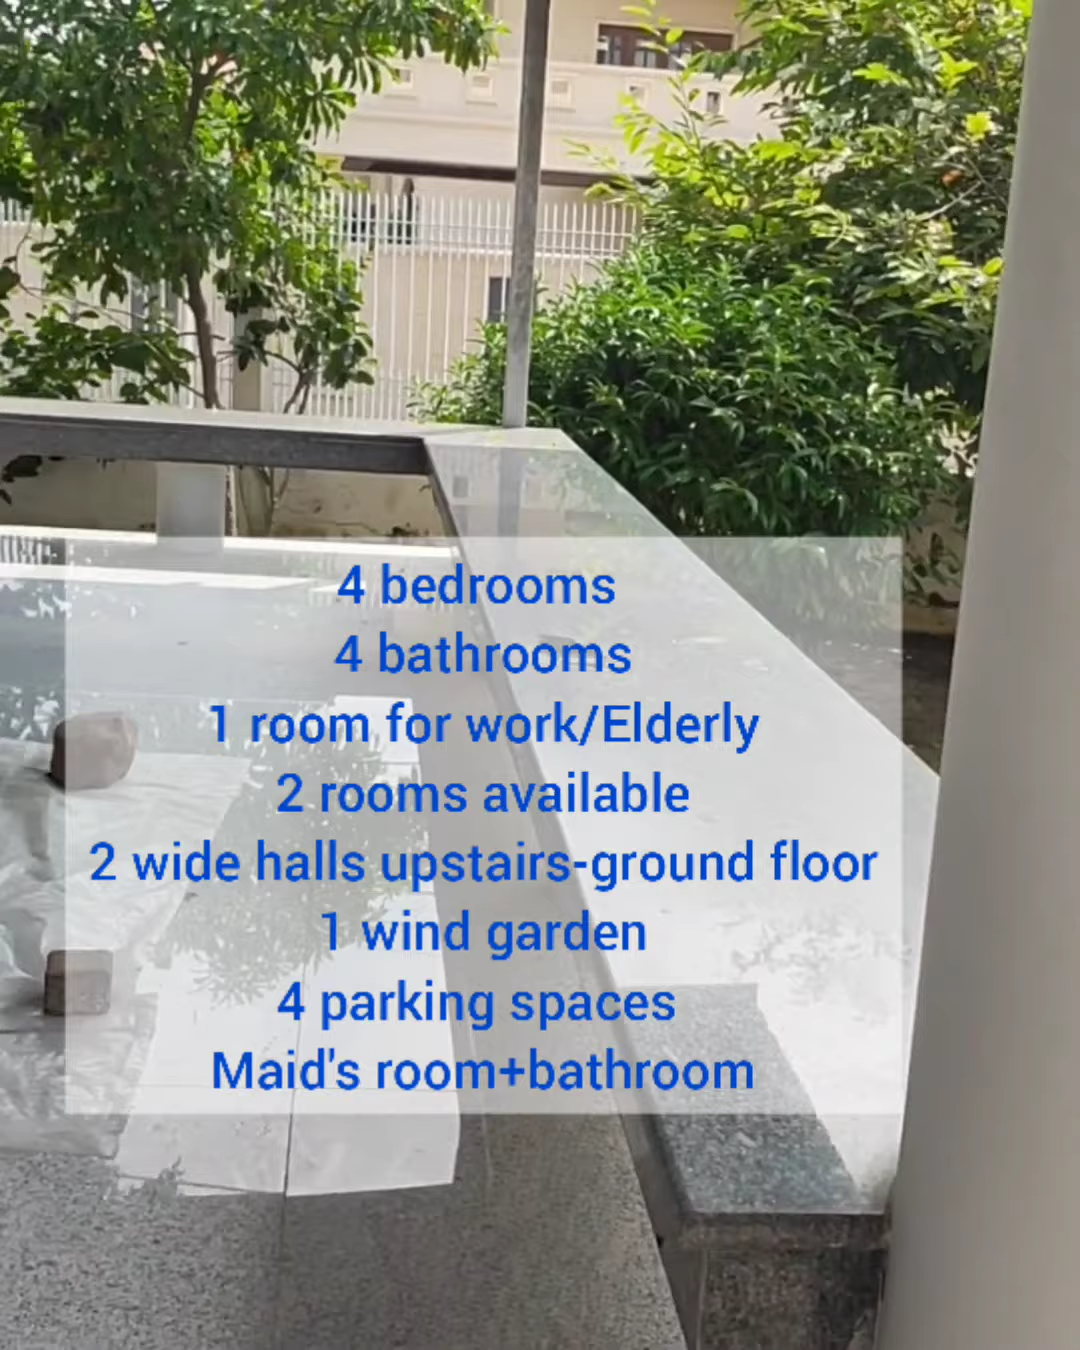 4 bedrooms
4 bathrooms
1 room for work/Elderly
2 rooms available
2 wide halls upstairs-ground floor
1 wind garden
4 parking spaces
Maid's room+bathroom